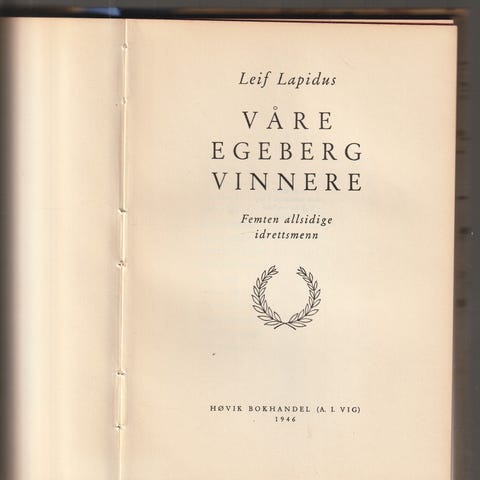 Leif Lapidus
VÅRE
EGEBERG
VINNERE
Femten allsidige
idrettsmenn
HØVIK BOKHANDEL (A. I. VIG)
1946